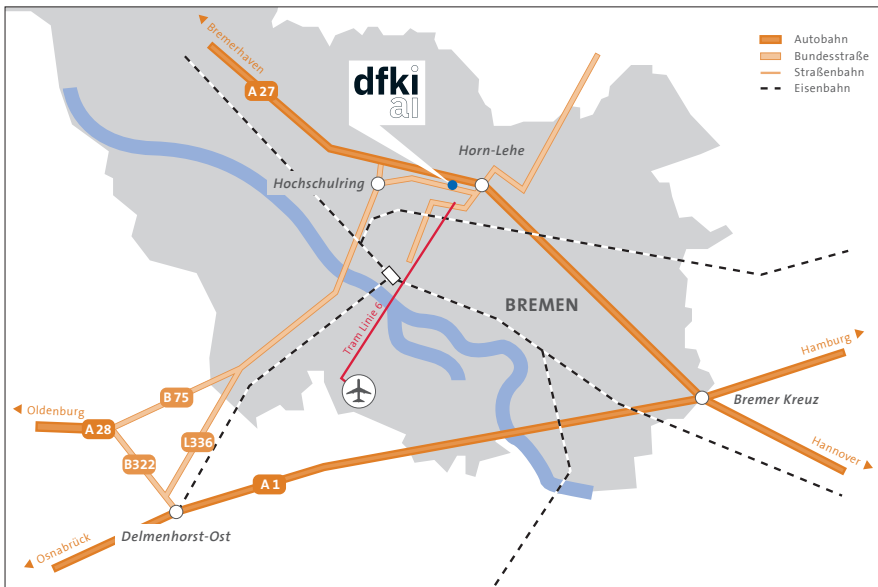 Bremerhaven
A 27
dfki
ai
Autobahn
Bundesstraße
Straßenbahn
Eisenbahn
Horn-Lehe
Hochschulring
BREMEN
Tram Linie 6
Hamburg
Bremer Kreuz
Hannover
B 75
Oldenburg
A 28
L336
B322
A 1
Delmenhorst-Ost
Osnabrück